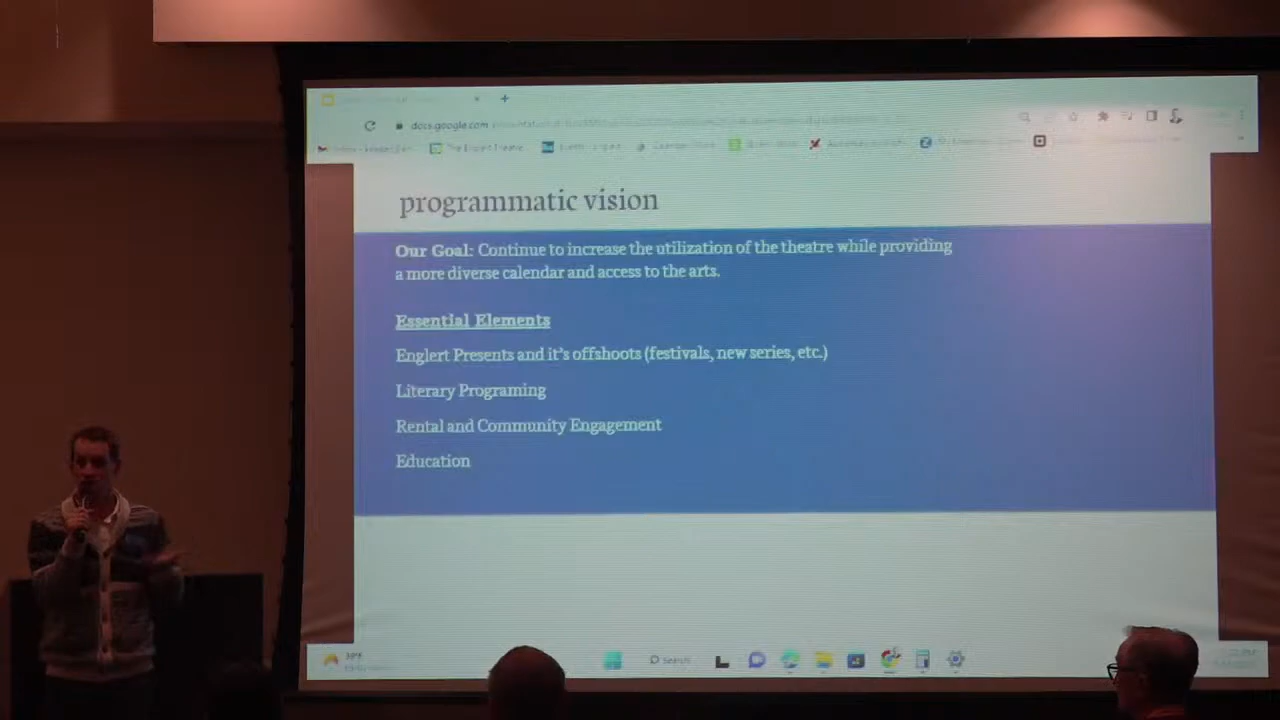 docs.google.com
programmatic vision
Our Goal: Continue to increase the utilization of the theatre while providing
a more diverse calendar and access to the arts.
Essential Elements
Englert Presents and it's offshoots (festivals, new series, etc.)
Literary Programing
Rental and Community Engagement
Education
Search